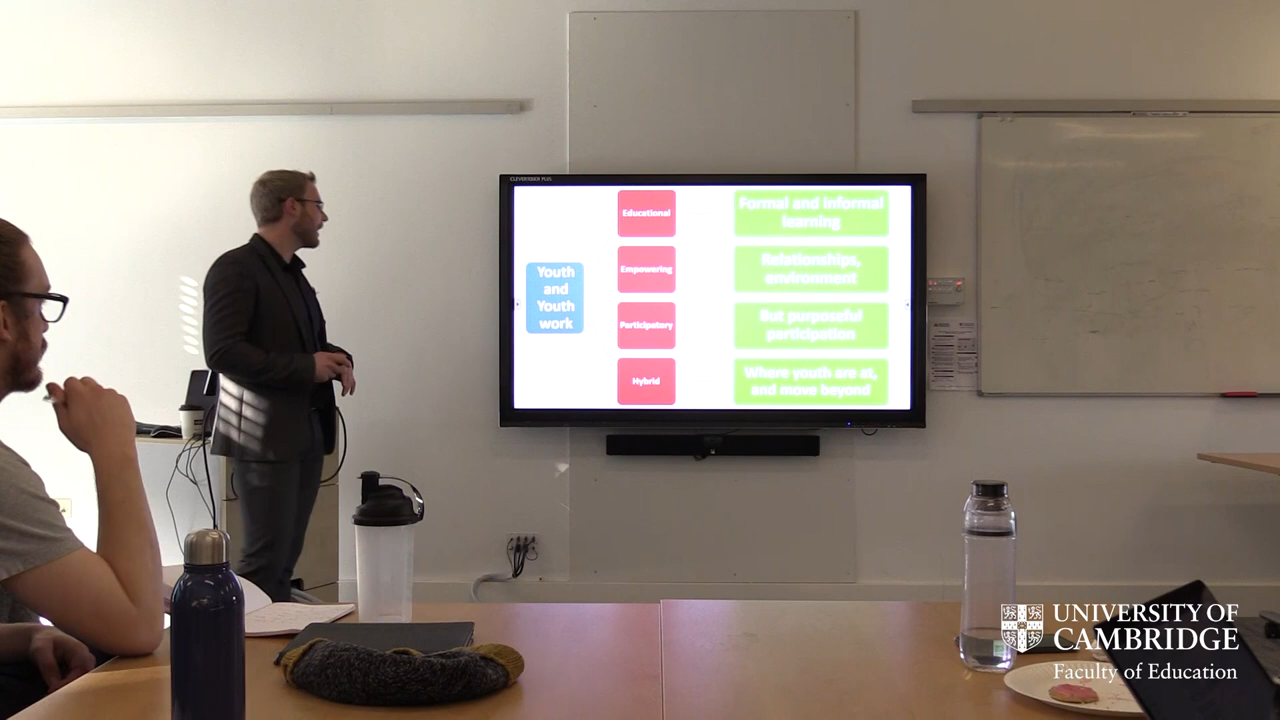 CLEVERTOUCH PLUS
Youth
and
Youth
work
Educational
Formal and informal
learning
Empowering
Relationships,
environment
Participatory
But purposeful
participation
Hybrid
Where youth are at,
and move beyond
UNIVERSITY OF
CAMBRIDGE
Faculty of Education